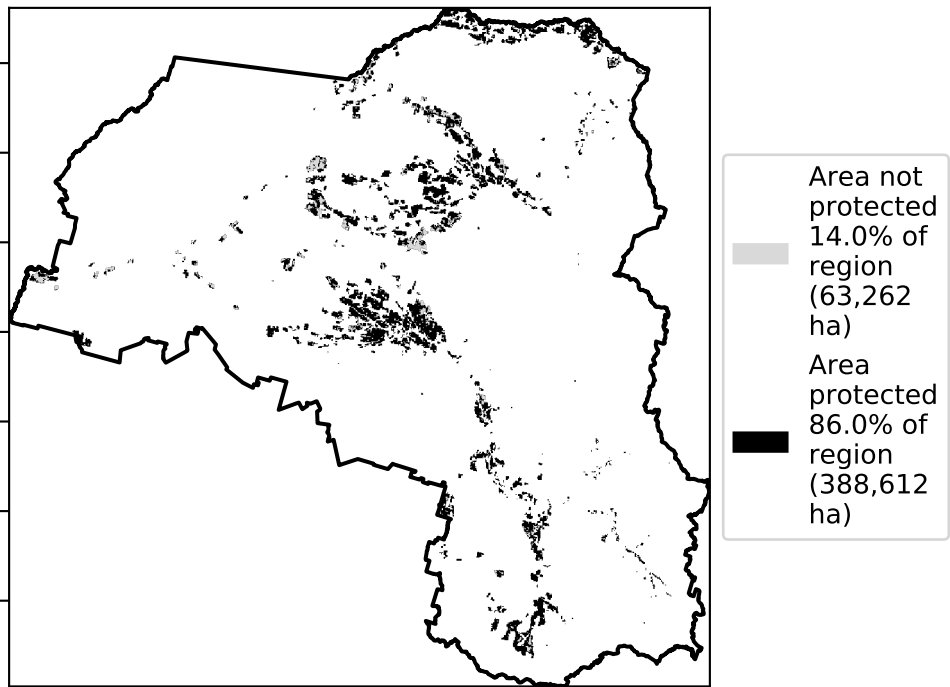 Area not
protected
14.0% of
region
(63,262
ha)
Area
protected
86.0% of
region
(388,612
ha)